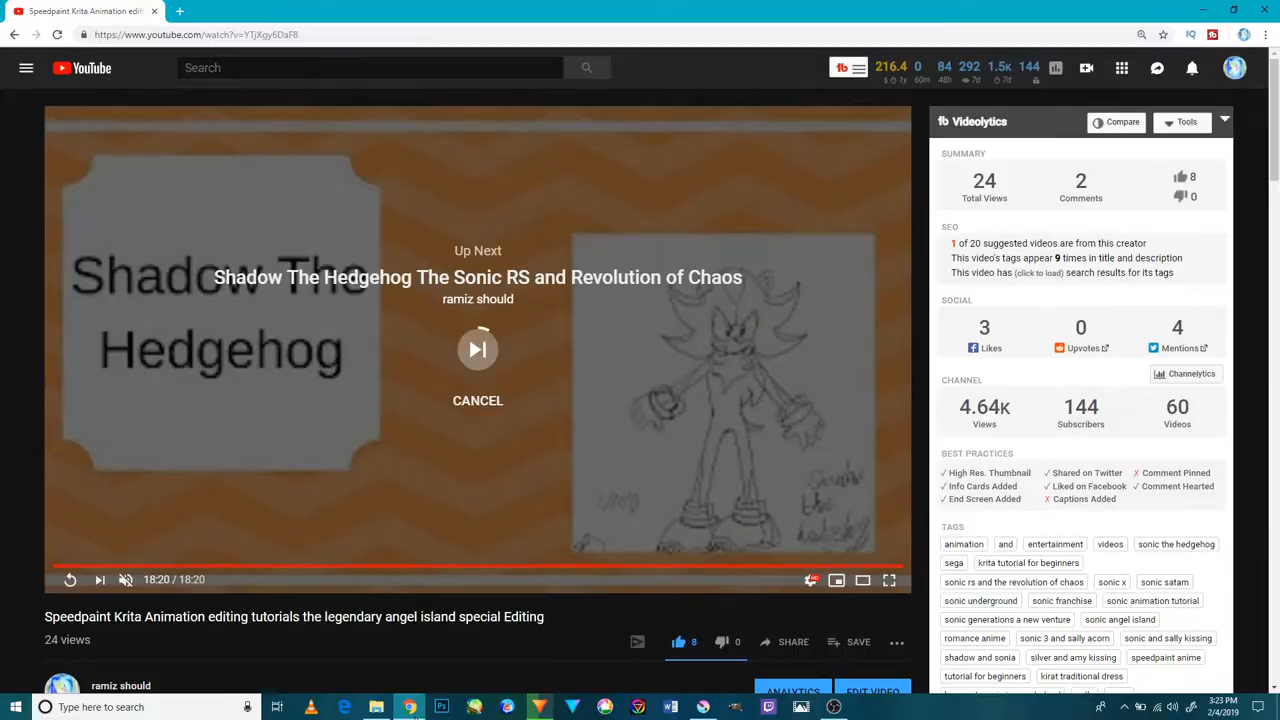 Speedpaint Krita Animation editi
https://www.youtube.com/watch?v=YTjXgy6DaF8
YouTube
Search
216.4 0 84 292 1.5K 144
1y 60m 48h 7d 7d
Shadow The
Hedgehog
Up Next
Shadow The Hedgehog The Sonic RS and Revolution of Chaos
ramiz should
CANCEL
18:20 / 18:20
HD
Speedpaint Krita Animation editing tutorials the legendary angel island special Editing
24 views
8 0 SHARE SAVE
ramiz should
ANALYTICS EDIT VIDEO
Videolytics Compare Tools
SUMMARY
24 2 8
Total Views Comments 0
SEO
1 of 20 suggested videos are from this creator
This video's tags appear 9 times in title and description
This video has (click to load) search results for its tags
SOCIAL
3 0 4
Likes Upvotes Mentions
Channelytics
CHANNEL
4.64K 144 60
Views Subscribers Videos
BEST PRACTICES
✓ High Res. Thumbnail ✓ Shared on Twitter ✗ Comment Pinned
✓ Info Cards Added ✓ Liked on Facebook ✓ Comment Hearted
✓ End Screen Added ✗ Captions Added
TAGS
animation and entertainment videos sonic the hedgehog
sega krita tutorial for beginners
sonic rs and the revolution of chaos sonic x sonic satam
sonic underground sonic franchise sonic animation tutorial
sonic generations a new venture sonic angel island
romance anime sonic 3 and sally acorn sonic and sally kissing
shadow and sonia silver and amy kissing speedpaint anime
tutorial for beginners kirat traditional dress
Type here to search
3:23 PM
2/4/2019